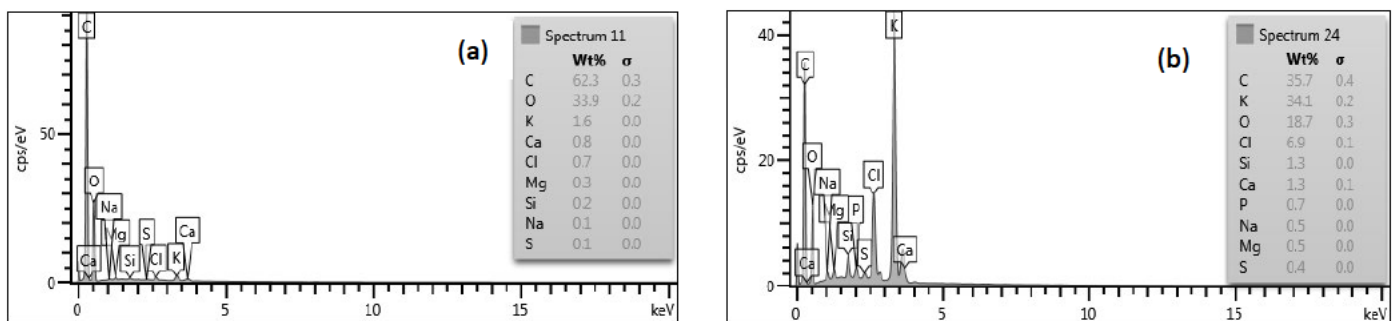 (a)
Spectrum 11
Wt% σ
C 62.3 0.3
O 33.9 0.2
K 1.6 0.0
Ca 0.8 0.0
Cl 0.7 0.0
Mg 0.3 0.0
Si 0.2 0.0
Na 0.1 0.0
S 0.1 0.0
cps/eV
50
0
C
O
Na
Mg
S
Ca
Ca
Si
Cl
K
0 5 10 15 keV
(b)
Spectrum 24
Wt% σ
C 35.7 0.4
K 34.1 0.2
O 18.7 0.3
Cl 6.9 0.1
Si 1.3 0.0
Ca 1.3 0.1
P 0.7 0.0
Na 0.5 0.0
Mg 0.5 0.0
S 0.4 0.0
cps/eV
40
20
0
K
C
O
Na
Cl
Mg
P
Si
S
Ca
Ca
0 5 10 15 keV